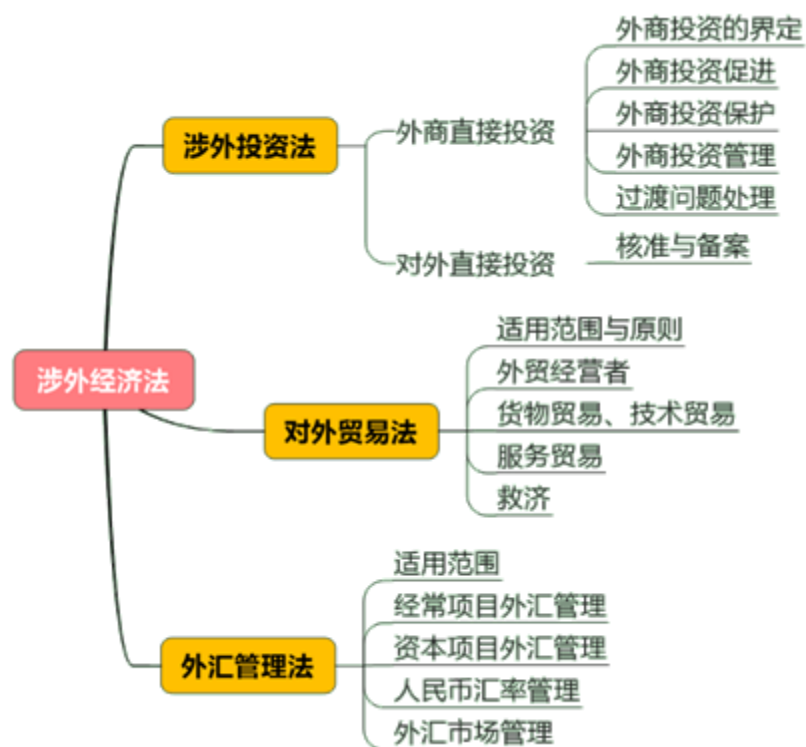 涉外经济法
涉外投资法
外商直接投资
外商投资的界定
外商投资促进
外商投资保护
外商投资管理
过渡问题处理
对外直接投资
核准与备案
对外贸易法
适用范围与原则
外贸经营者
货物贸易、技术贸易
服务贸易
救济
外汇管理法
适用范围
经常项目外汇管理
资本项目外汇管理
人民币汇率管理
外汇市场管理